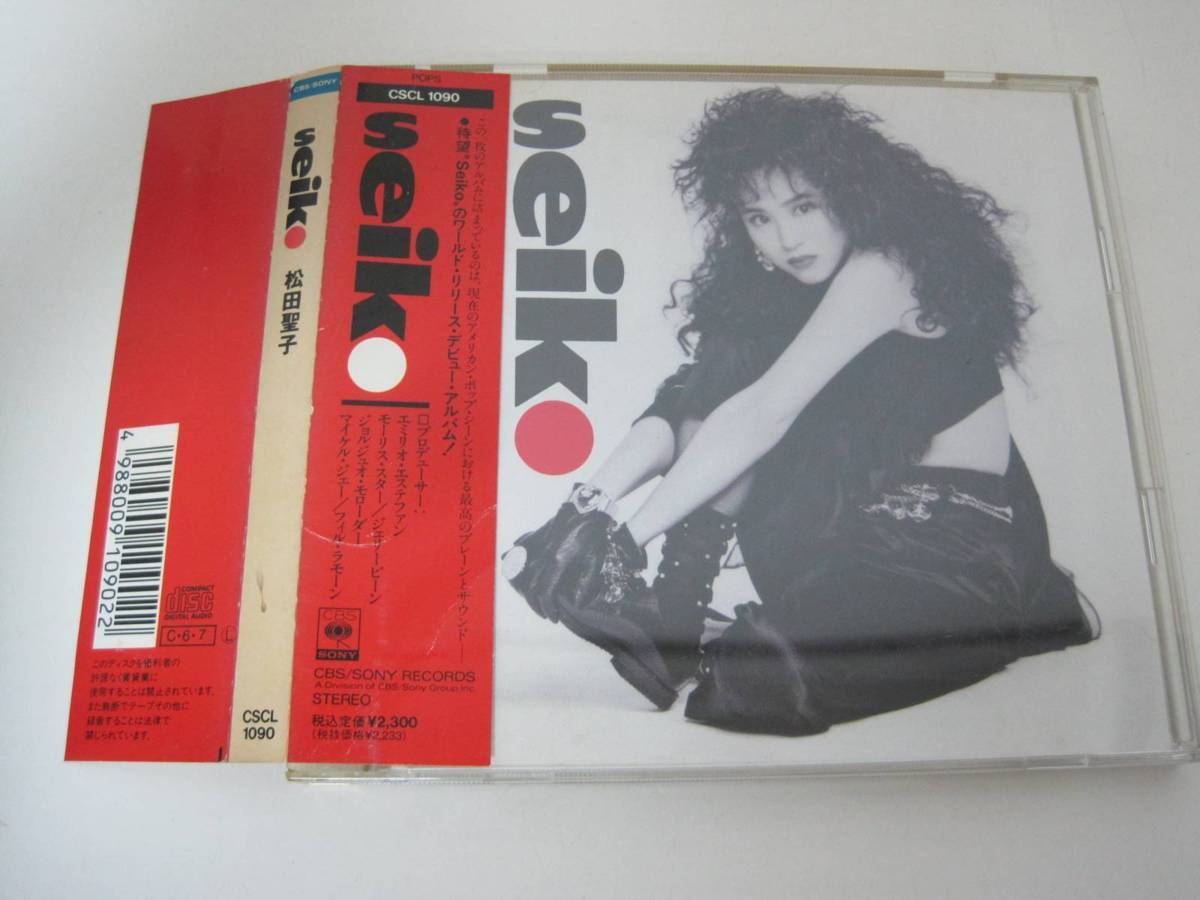 POPS
CSCL 1090
seiko
この一枚のアルバムに詰まっているのは、現在のアメリカン・ポップ・シーンにおける最高のブレーンとサウンド——
●待望“Seiko”のワールド・リリース・デビュー・アルバム!
□プロデューサー:
エミリオ・エステファン
モーリス・スター/ジェリービーン
ジョルジュオ・モローダー
マイケル・ジェー/フィル・ラモーン
CBS
SONY
CBS/SONY RECORDS
A Division of CBS/Sony Group Inc.
STEREO
税込定価¥2,300
(税抜価格¥2,233)
CBS/SONY
seiko
松田聖子
CSCL
1090
4 988009 109022
COMPACT
disc
DIGITAL AUDIO
C・6・7
L
このディスクを権利者の
許諾なく賃貸業に
使用することは禁止されています。
また無断でテープその他に
録音することは法律で
禁じられています。
seiko